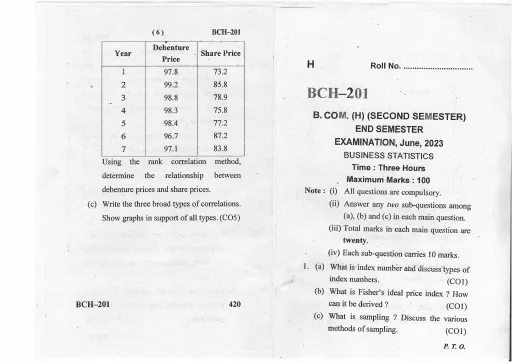 (6) BCH–201
Year Debenture Price Share Price
1 97.8 73.2
2 99.2 85.8
3 98.8 78.9
4 98.3 75.8
5 98.4 77.2
6 96.7 87.2
7 97.1 83.8
Using the rank correlation method,
determine the relationship between
debenture prices and share prices.
(c) Write the three broad types of correlations.
Show graphs in support of all types. (CO5)
BCH–201 420
H Roll No. ..............................
BCH–201
B. COM. (H) (SECOND SEMESTER)
END SEMESTER
EXAMINATION, June, 2023
BUSINESS STATISTICS
Time : Three Hours
Maximum Marks : 100
Note : (i) All questions are compulsory.
(ii) Answer any two sub-questions among
(a), (b) and (c) in each main question.
(iii) Total marks in each main question are
twenty.
(iv) Each sub-question carries 10 marks.
1. (a) What is index number and discuss types of
index numbers. (CO1)
(b) What is Fisher's ideal price index ? How
can it be derived ? (CO1)
(c) What is sampling ? Discuss the various
methods of sampling. (CO1)
P. T. O.